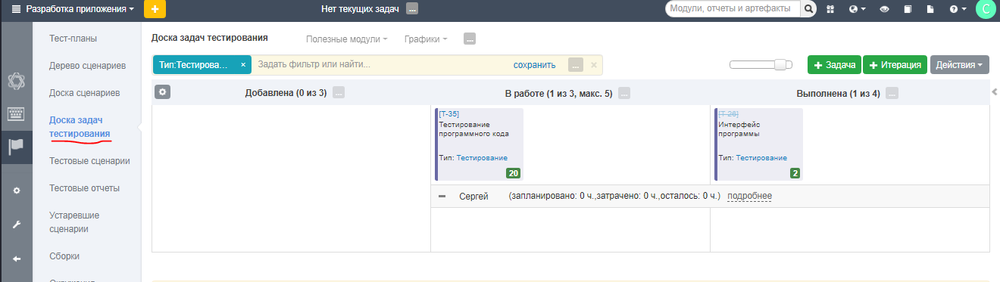 Разработка приложения
Нет текущих задач
Модули, отчеты и артефакты
С
Тест-планы
Дерево сценариев
Доска сценариев
Доска задач
тестирования
Тестовые сценарии
Тестовые отчеты
Устаревшие
сценарии
Сборки
Доска задач тестирования
Полезные модули
Графики
Тип:Тестирова... ×
Задать фильтр или найти...
сохранить
Задача
Итерация
Действия
Добавлена (0 из 3)
В работе (1 из 3, макс. 5)
Выполнена (1 из 4)
[T-35]
Тестирование
программного кода
Тип: Тестирование
20
[T-26]
Интерфейс
программы
Тип: Тестирование
2
Сергей (запланировано: 0 ч.,затрачено: 0 ч.,осталось: 0 ч.) подробнее